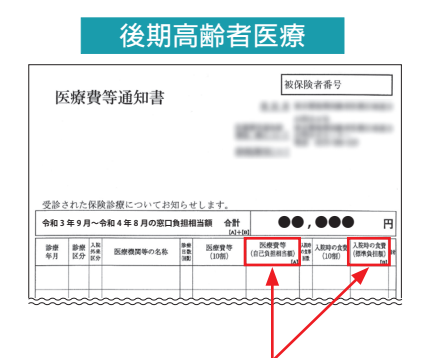 後期高齢者医療
被保険者番号
医療費等通知書
受診された保険診療についてお知らせします。
令和3年9月~令和4年8月の窓口負担相当額 合計 ●●,●●● 円
[A]+[B]
診療年月 診療区分 入院外来区分 医療機関等の名称 診療日数(回数) 医療費等(10割) 医療費等(自己負担相当額)[A] 入院時の食費(10割) 入院時の食費(標準負担額)[B]